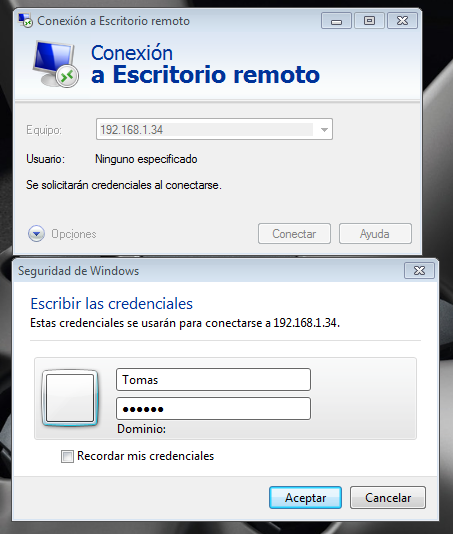 Conexión a Escritorio remoto
Conexión
a Escritorio remoto
Equipo: 192.168.1.34
Usuario: Ninguno especificado
Se solicitarán credenciales al conectarse.
Opciones Conectar Ayuda
Seguridad de Windows
Escribir las credenciales
Estas credenciales se usarán para conectarse a 192.168.1.34.
Tomas
••••••
Dominio:
Recordar mis credenciales
Aceptar Cancelar